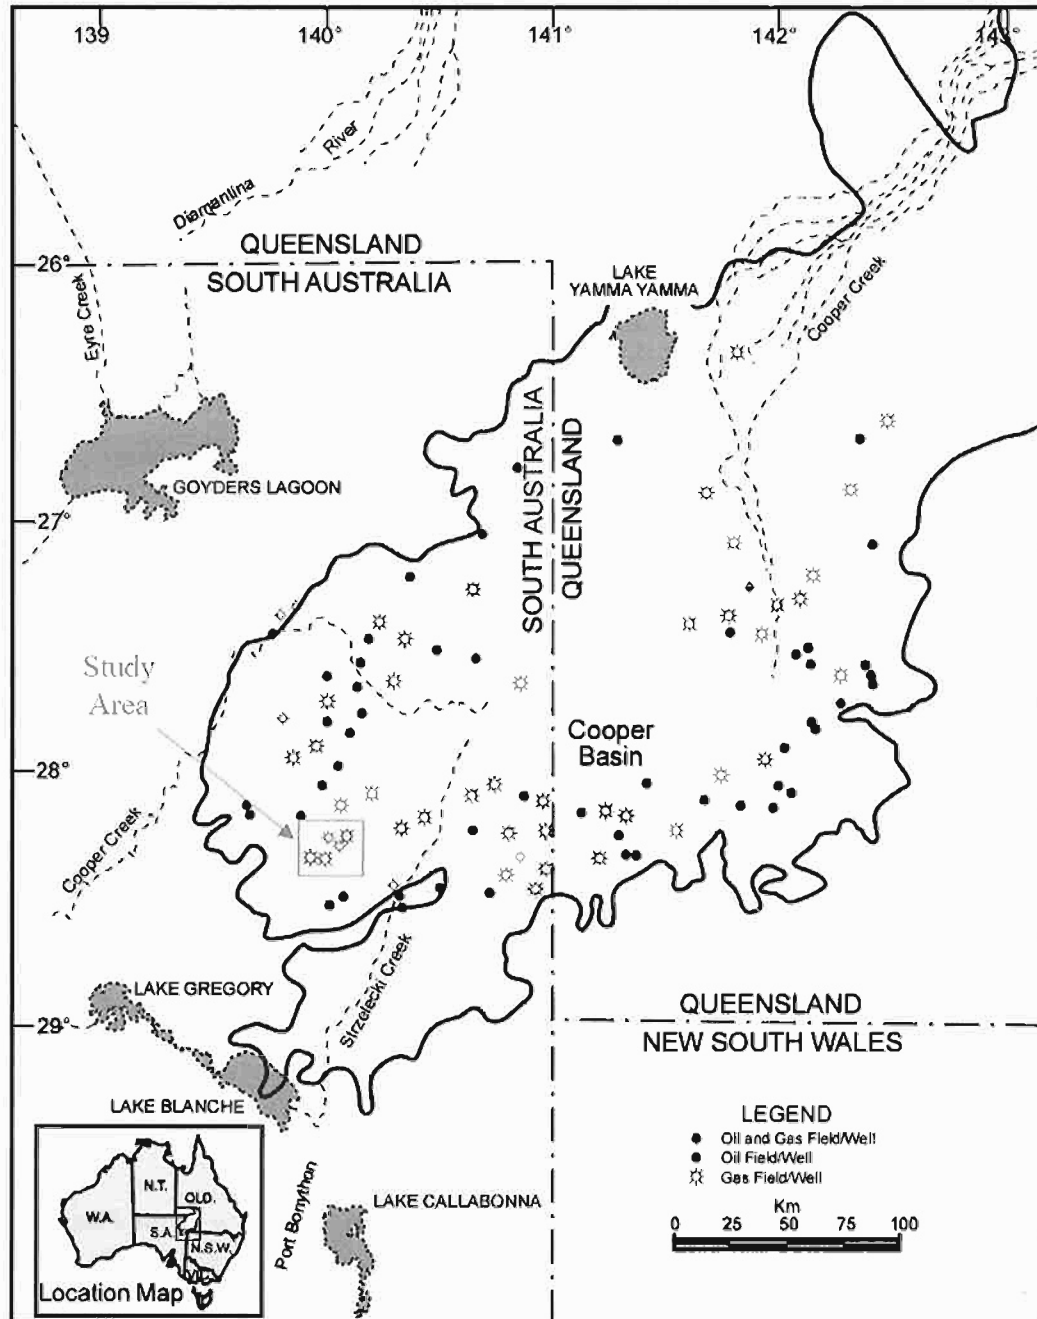 139
140°
141°
142°
143°
River
Diamantina
QUEENSLAND
26°
SOUTH AUSTRALIA
LAKE
YAMMA YAMMA
Cooper Creek
Eyre Creek
SOUTH AUSTRALIA
QUEENSLAND
GOYDERS LAGOON
27°
Study
Area
Cooper
Basin
28°
Cooper Creek
Strzelecki Creek
LAKE GREGORY
29°
QUEENSLAND
NEW SOUTH WALES
LAKE BLANCHE
LEGEND
Oil and Gas Field/Well
Oil Field/Well
Gas Field/Well
Km
0 25 50 75 100
Port Bonython
LAKE CALLABONNA
N.T.
QLD.
W.A.
S.A.
N.S.W.
VIC.
Location Map